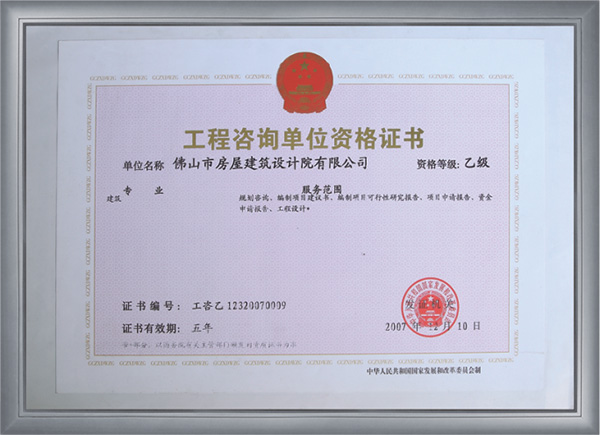 工程咨询单位资格证书
单位名称 佛山市房屋建筑设计院有限公司 资格等级: 乙级
专业 服务范围
建筑 规划咨询、编制项目建议书、编制项目可行性研究报告、项目申请报告、资金
申请报告、工程设计*
证书编号: 工咨乙12320070009
证书有效期: 五年
2007 年 12 月 10 日
中华人民共和国国家发展和改革委员会制